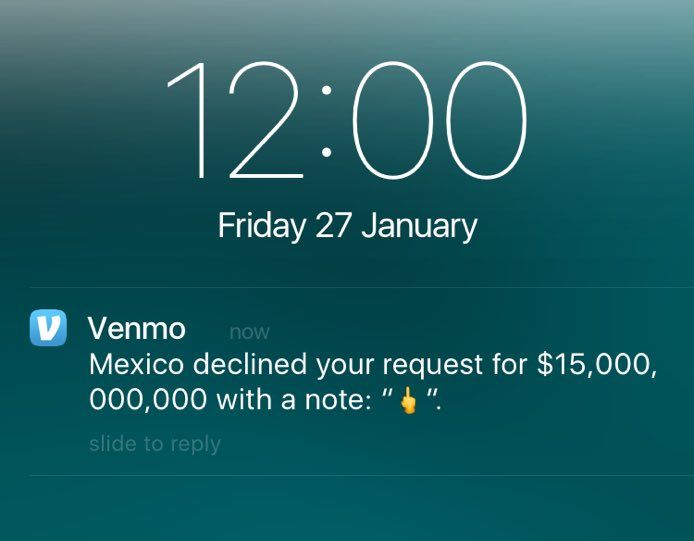 12:00
Friday 27 January
Venmo now
Mexico declined your request for $15,000,
000,000 with a note: “🖕”.
slide to reply